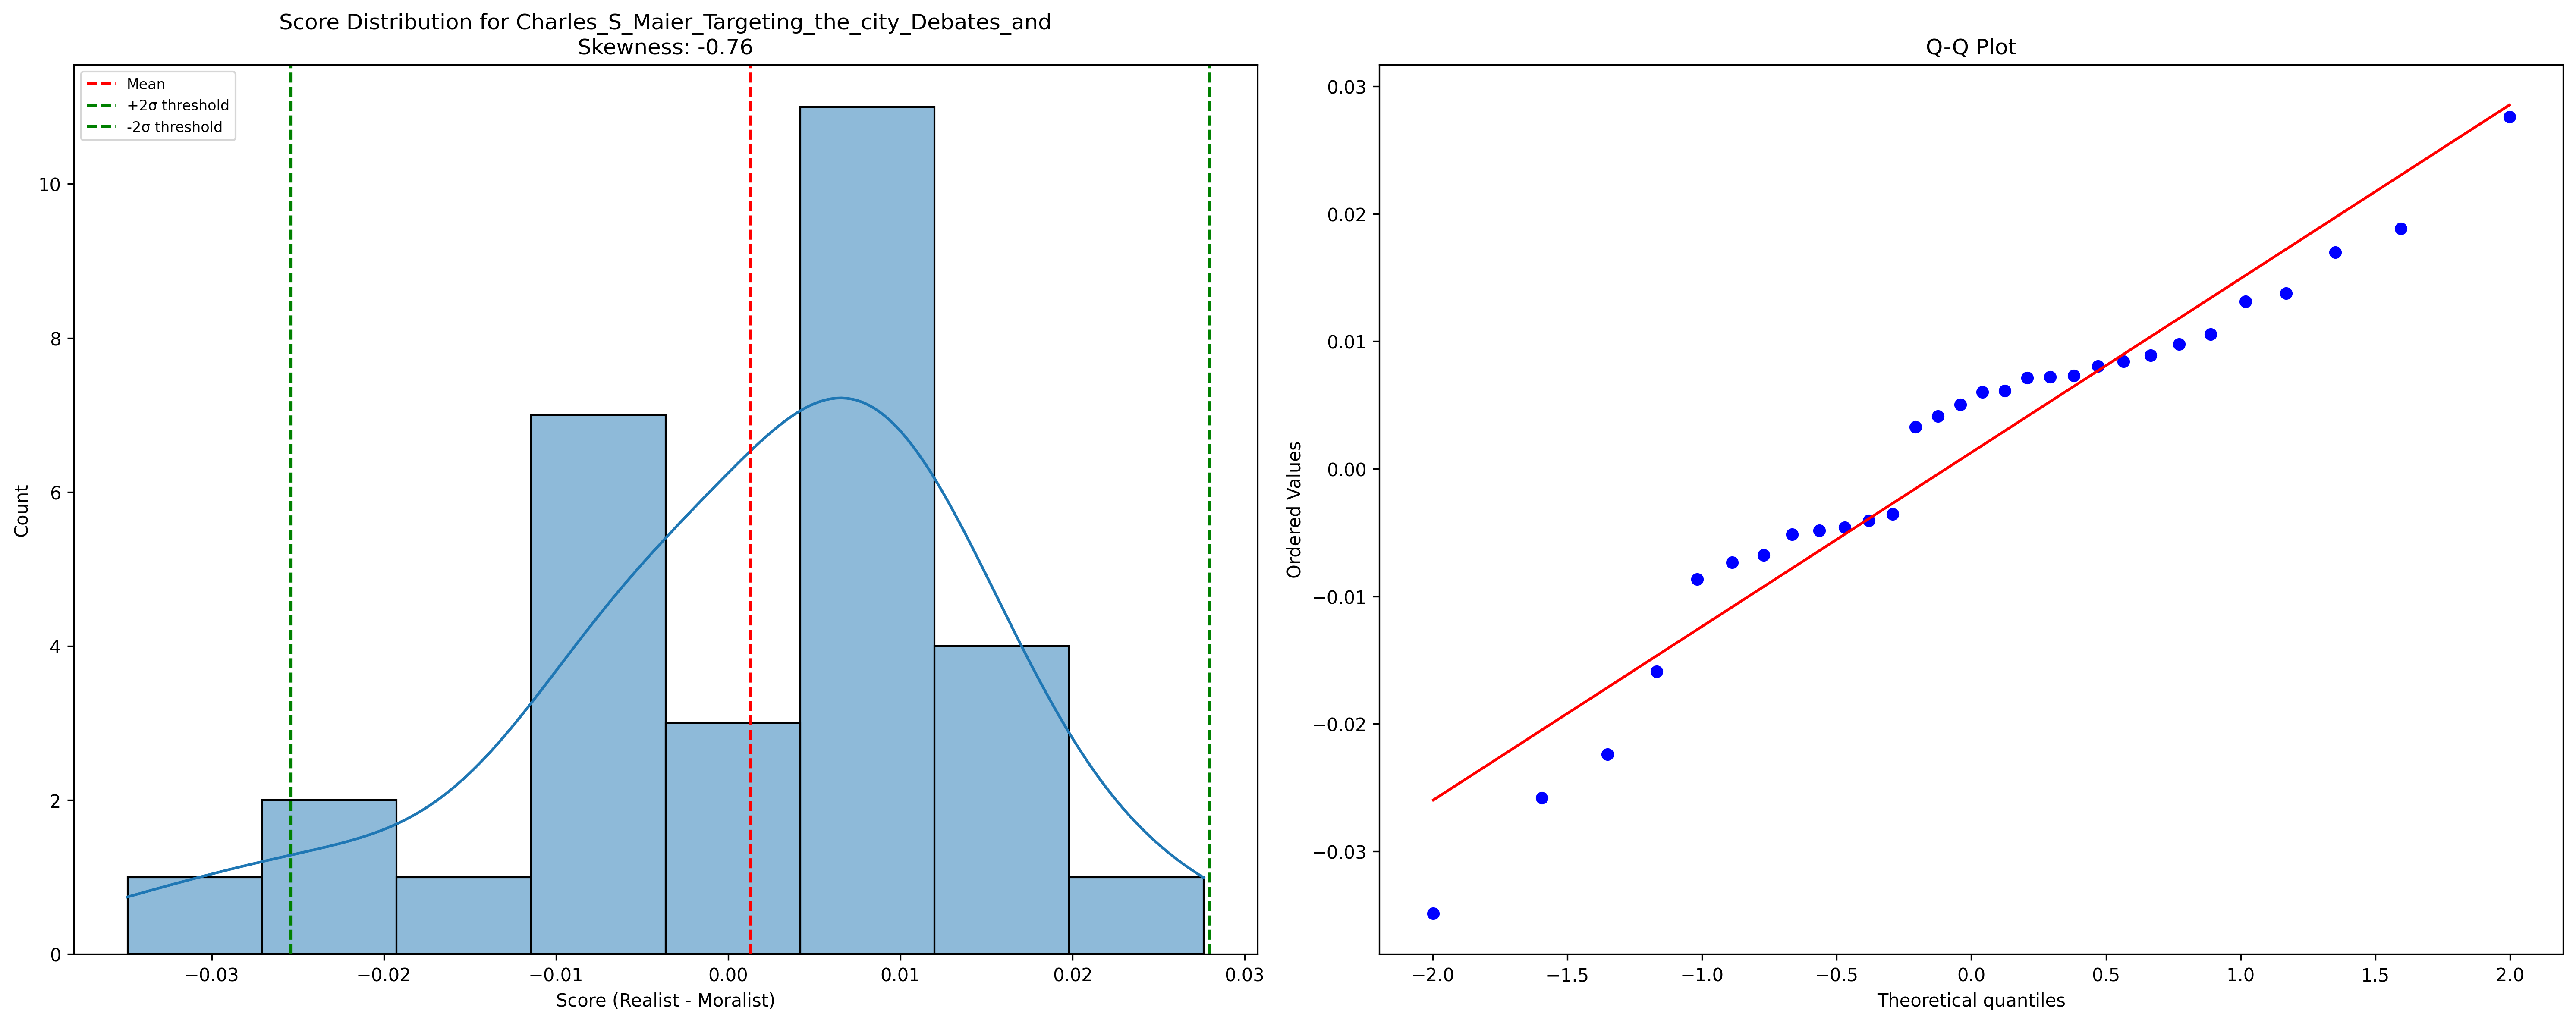 Score Distribution for Charles_S_Maier_Targeting_the_city_Debates_and
Skewness: -0.76
Mean
+2σ threshold
-2σ threshold
10
8
6
4
2
0
Count
−0.03 −0.02 −0.01 0.00 0.01 0.02 0.03
Score (Realist - Moralist)
Q-Q Plot
0.03
0.02
0.01
0.00
−0.01
−0.02
−0.03
Ordered Values
−2.0 −1.5 −1.0 −0.5 0.0 0.5 1.0 1.5 2.0
Theoretical quantiles